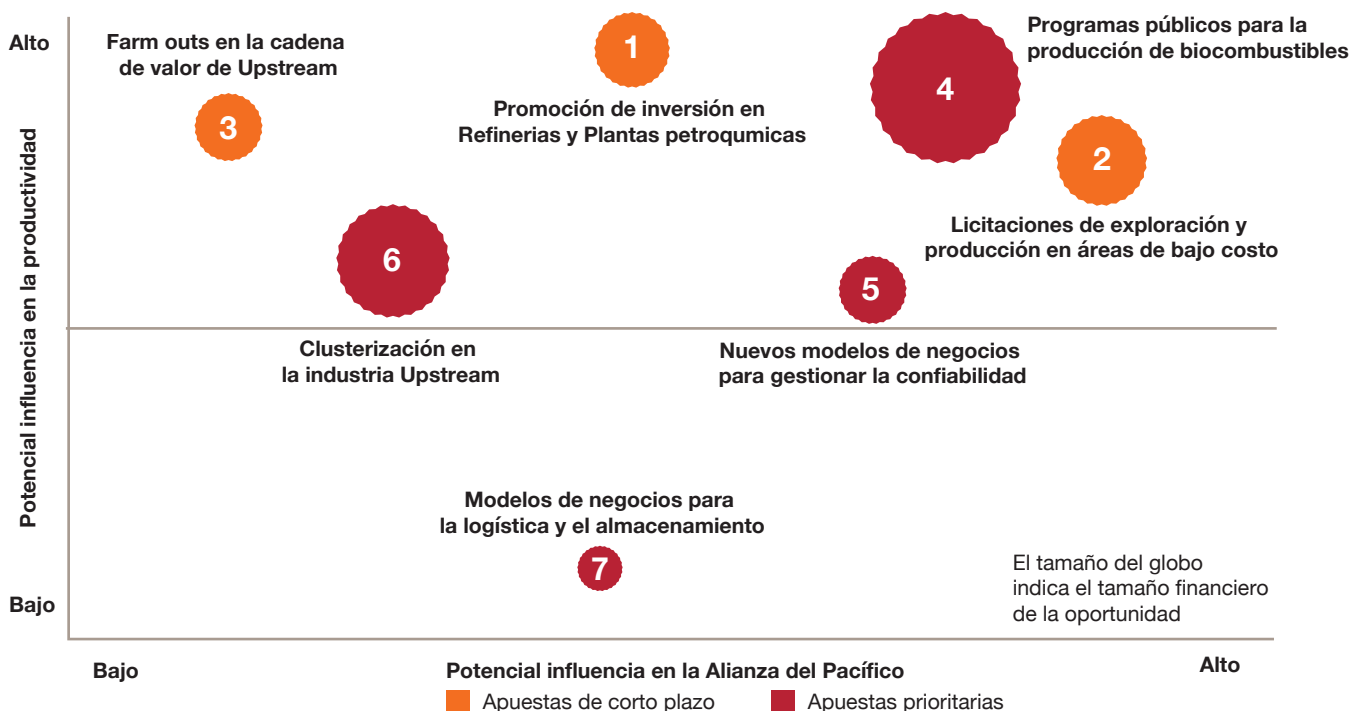 Alto
Farm outs en la cadena
de valor de Upstream
3
1
Promoción de inversión en
Refinerias y Plantas petroqumicas
Programas públicos para la
producción de biocombustibles
4
2
Licitaciones de exploración y
producción en áreas de bajo costo
6
Clusterización en
la industria Upstream
5
Nuevos modelos de negocios
para gestionar la confiabilidad
Modelos de negocios para
la logística y el almacenamiento
7
El tamaño del globo
indica el tamaño financiero
de la oportunidad
Potencial influencia en la productividad
Bajo
Bajo
Potencial influencia en la Alianza del Pacífico
Alto
Apuestas de corto plazo
Apuestas prioritarias